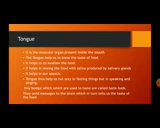 Tongue
• It is the muscular organ present inside the mouth
• The Tongue help us to know the taste of food.
• It helps us to swallow the food.
• It helps in mixing the food with saliva produced by salivary glands
• It helps in our speech.
• Tongue thus help us not only in tasting things but in speaking and singing.
Tiny bumps which are used to taste are called taste buds.
They send messages to the brain which in turn tells us the taste of the food